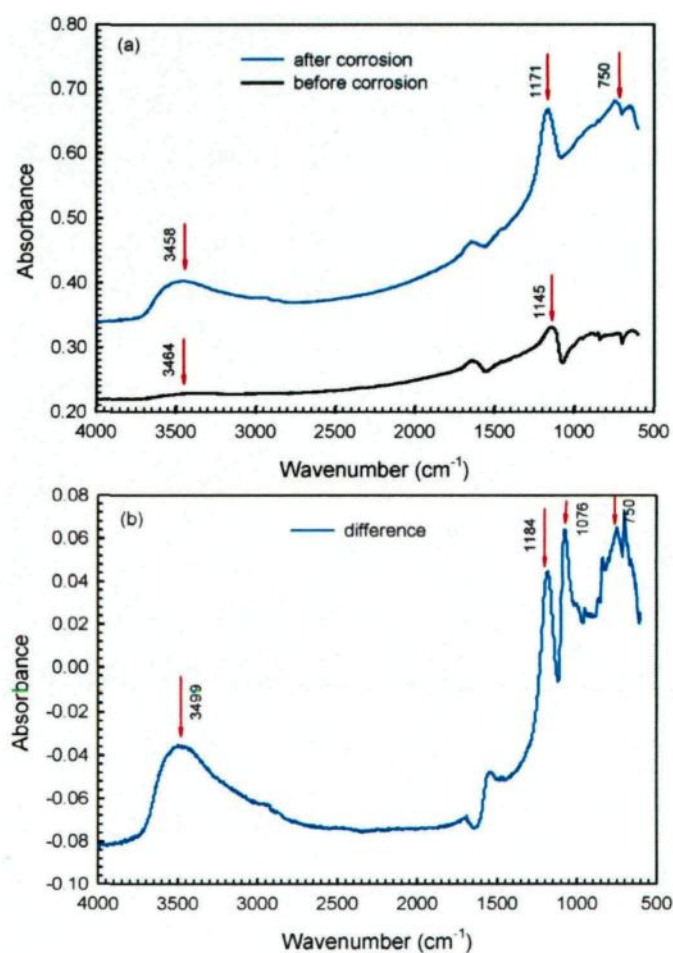 0.80
(a)
after corrosion
before corrosion
1171
750
0.70
0.60
Absorbance
0.50
3458
0.40
1145
3464
0.30
0.20
4000 3500 3000 2500 2000 1500 1000 500
Wavenumber (cm-1)
0.08
(b)
difference
1184
1076
750
0.06
0.04
0.02
0.00
Absorbance
-0.02
3499
-0.04
-0.06
-0.08
-0.10
4000 3500 3000 2500 2000 1500 1000 500
Wavenumber (cm-1)